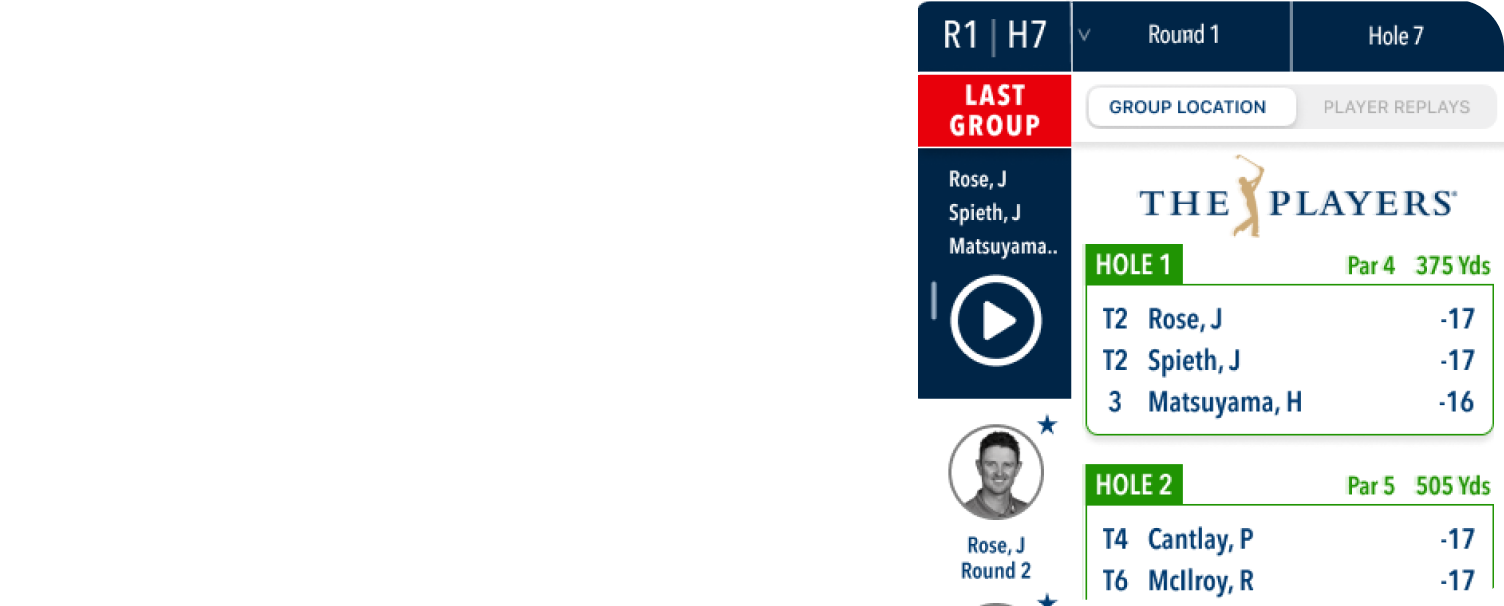 R1 | H7
Round 1
Hole 7
LAST
GROUP
Rose, J
Spieth, J
Matsuyama..
Rose, J
Round 2
GROUP LOCATION
PLAYER REPLAYS
THE PLAYERS
HOLE 1 Par 4 375 Yds
T2 Rose, J -17
T2 Spieth, J -17
3 Matsuyama, H -16
HOLE 2 Par 5 505 Yds
T4 Cantlay, P -17
T6 McIlroy, R -17